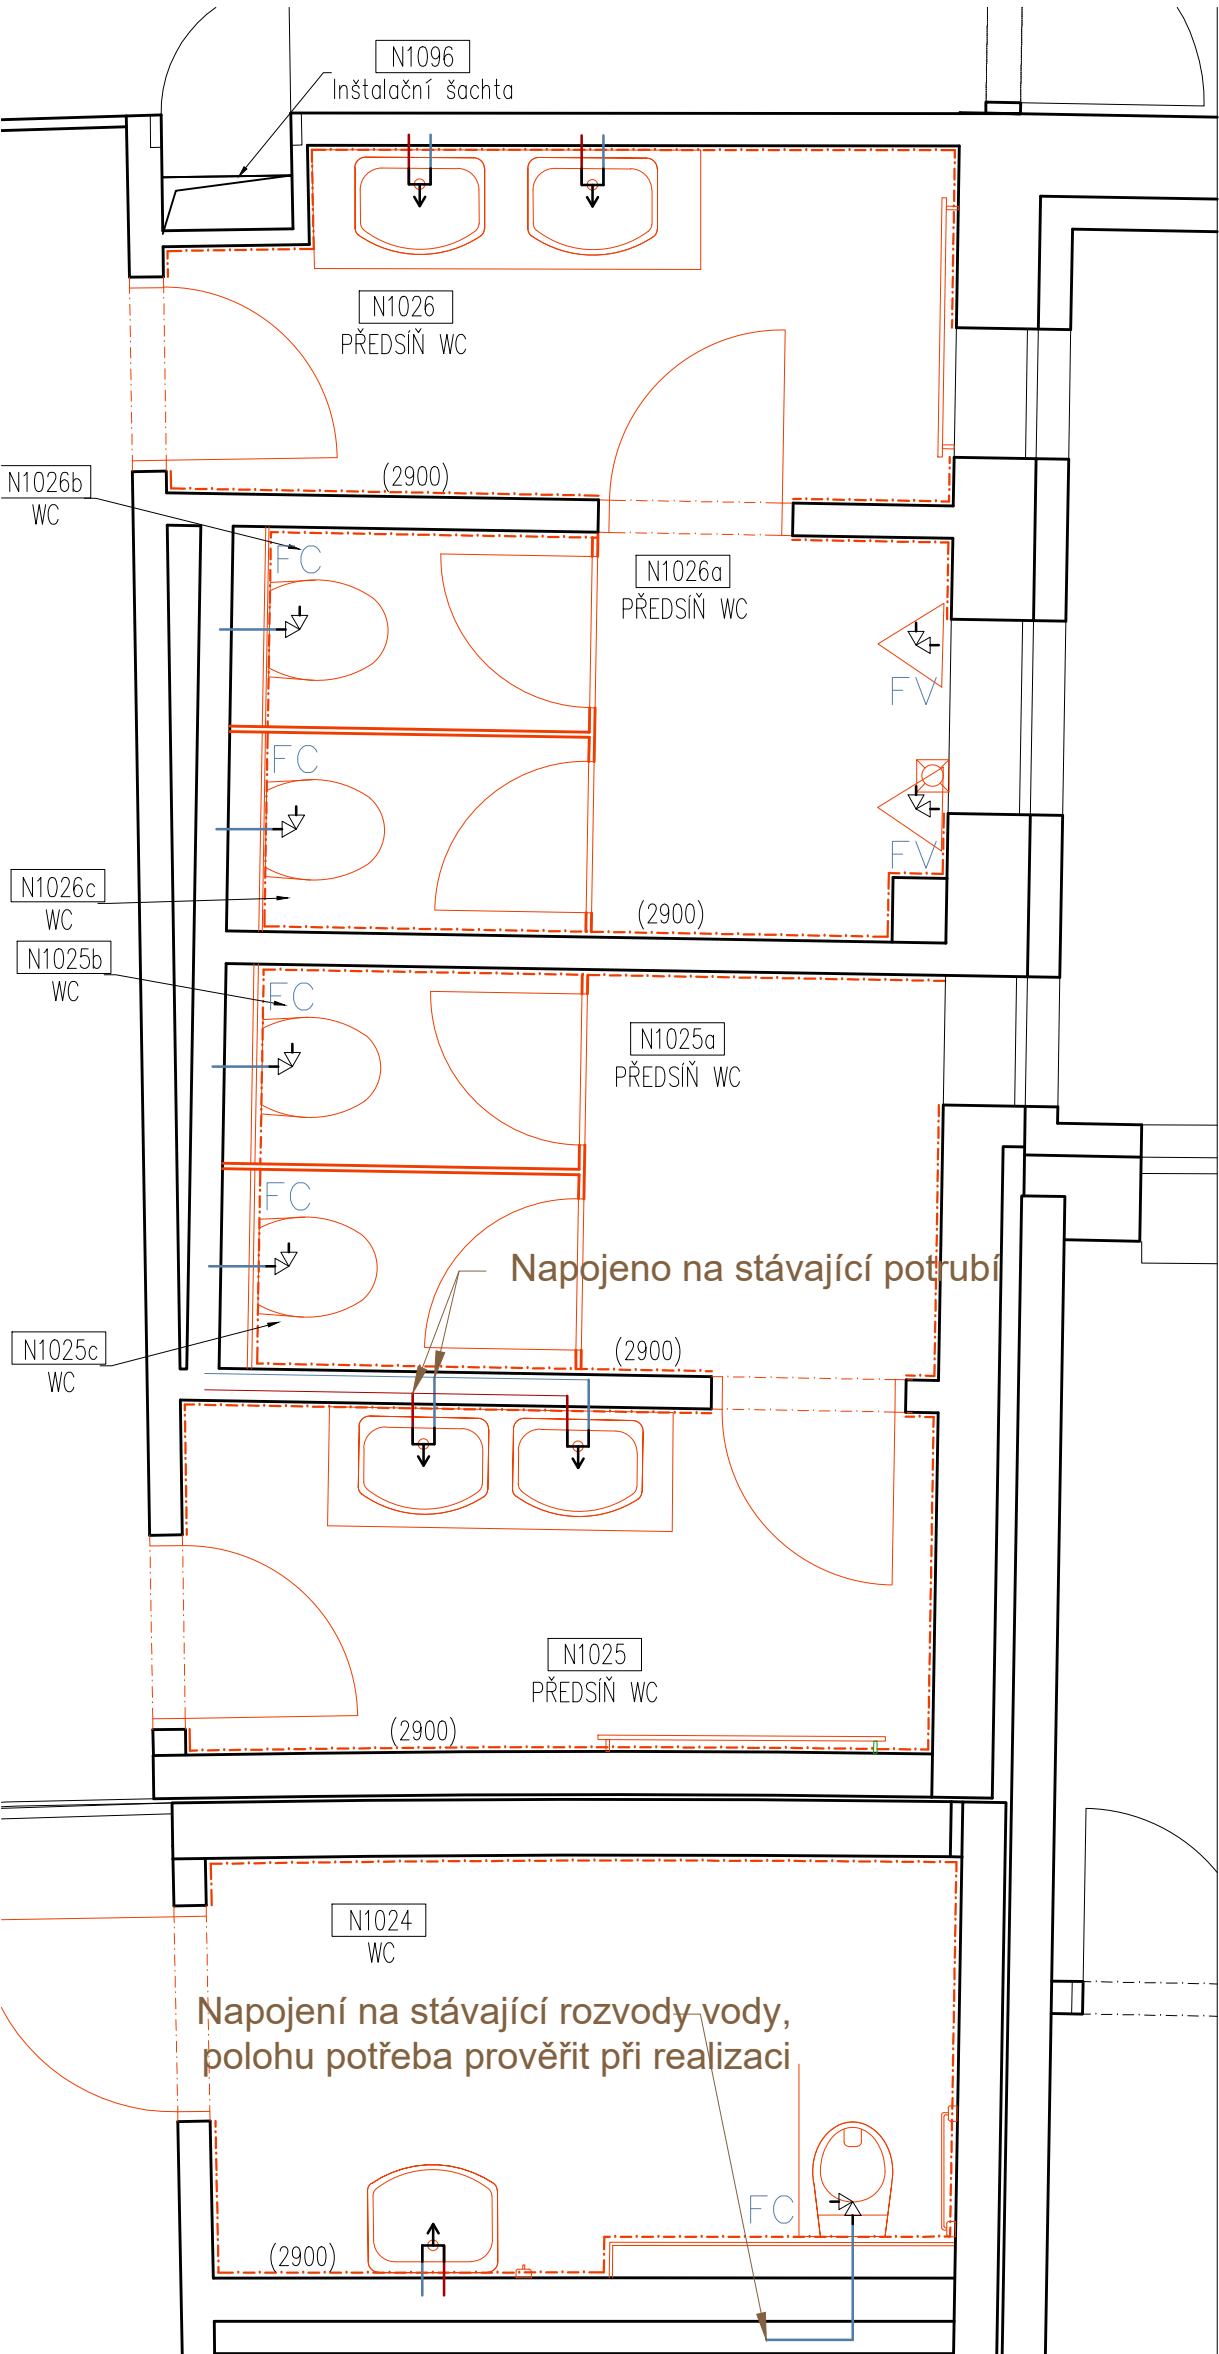 N1096
Inštalační šachta
N1026
PŘEDSÍŇ WC
(2900)
N1026b
WC
FC
N1026a
PŘEDSÍŇ WC
FV
FC
FV
N1026c
WC
(2900)
N1025b
WC
FC
N1025a
PŘEDSÍŇ WC
FC
Napojeno na stávající potrubí
N1025c
WC
(2900)
N1025
PŘEDSÍŇ WC
(2900)
N1024
WC
Napojení na stávající rozvody vody,
polohu potřeba prověřit při realizaci
FC
(2900)